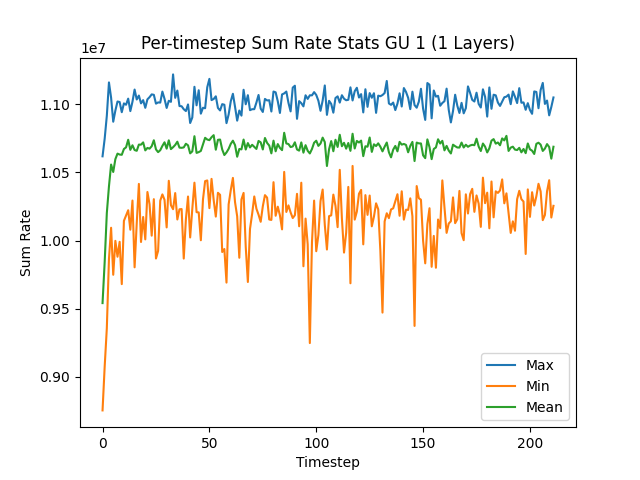 Per-timestep Sum Rate Stats GU 1 (1 Layers)
1e7
1.10
1.05
1.00
0.95
0.90
Sum Rate
0
50
100
150
200
Timestep
Max
Min
Mean